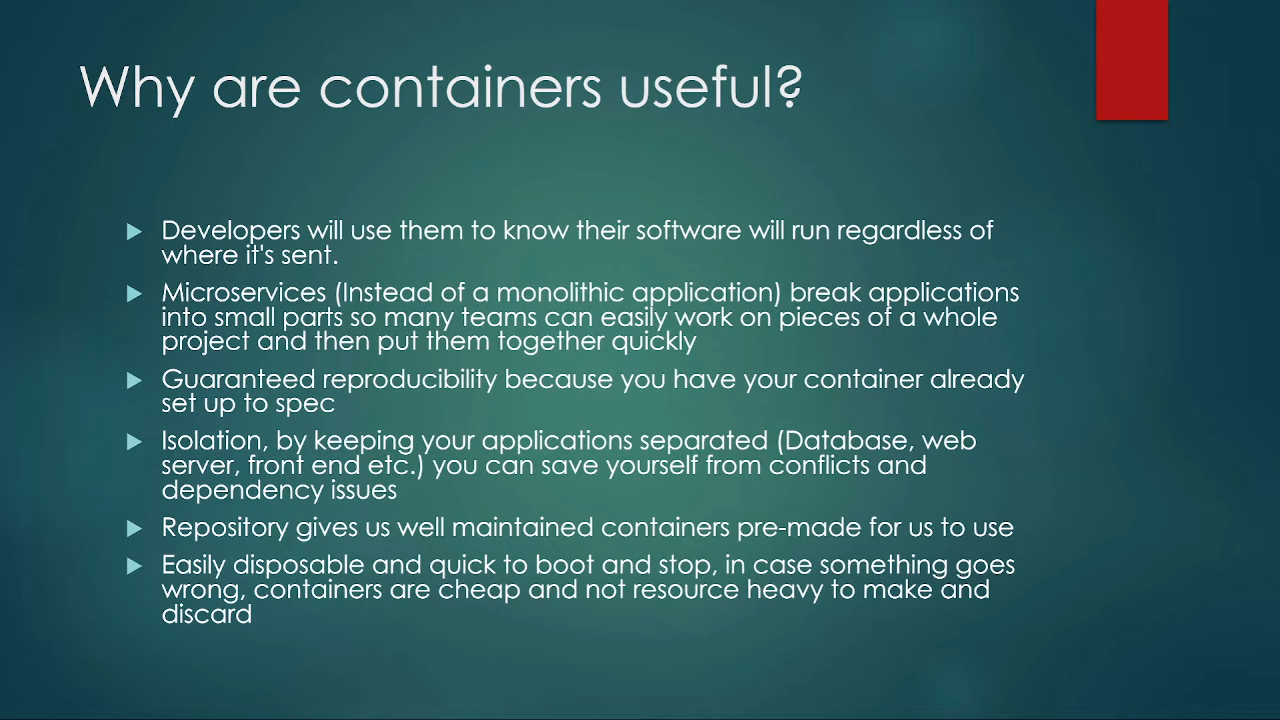 Why are containers useful?
Developers will use them to know their software will run regardless of
where it's sent.
Microservices (Instead of a monolithic application) break applications
into small parts so many teams can easily work on pieces of a whole
project and then put them together quickly
Guaranteed reproducibility because you have your container already
set up to spec
Isolation, by keeping your applications separated (Database, web
server, front end etc.) you can save yourself from conflicts and
dependency issues
Repository gives us well maintained containers pre-made for us to use
Easily disposable and quick to boot and stop, in case something goes
wrong, containers are cheap and not resource heavy to make and
discard